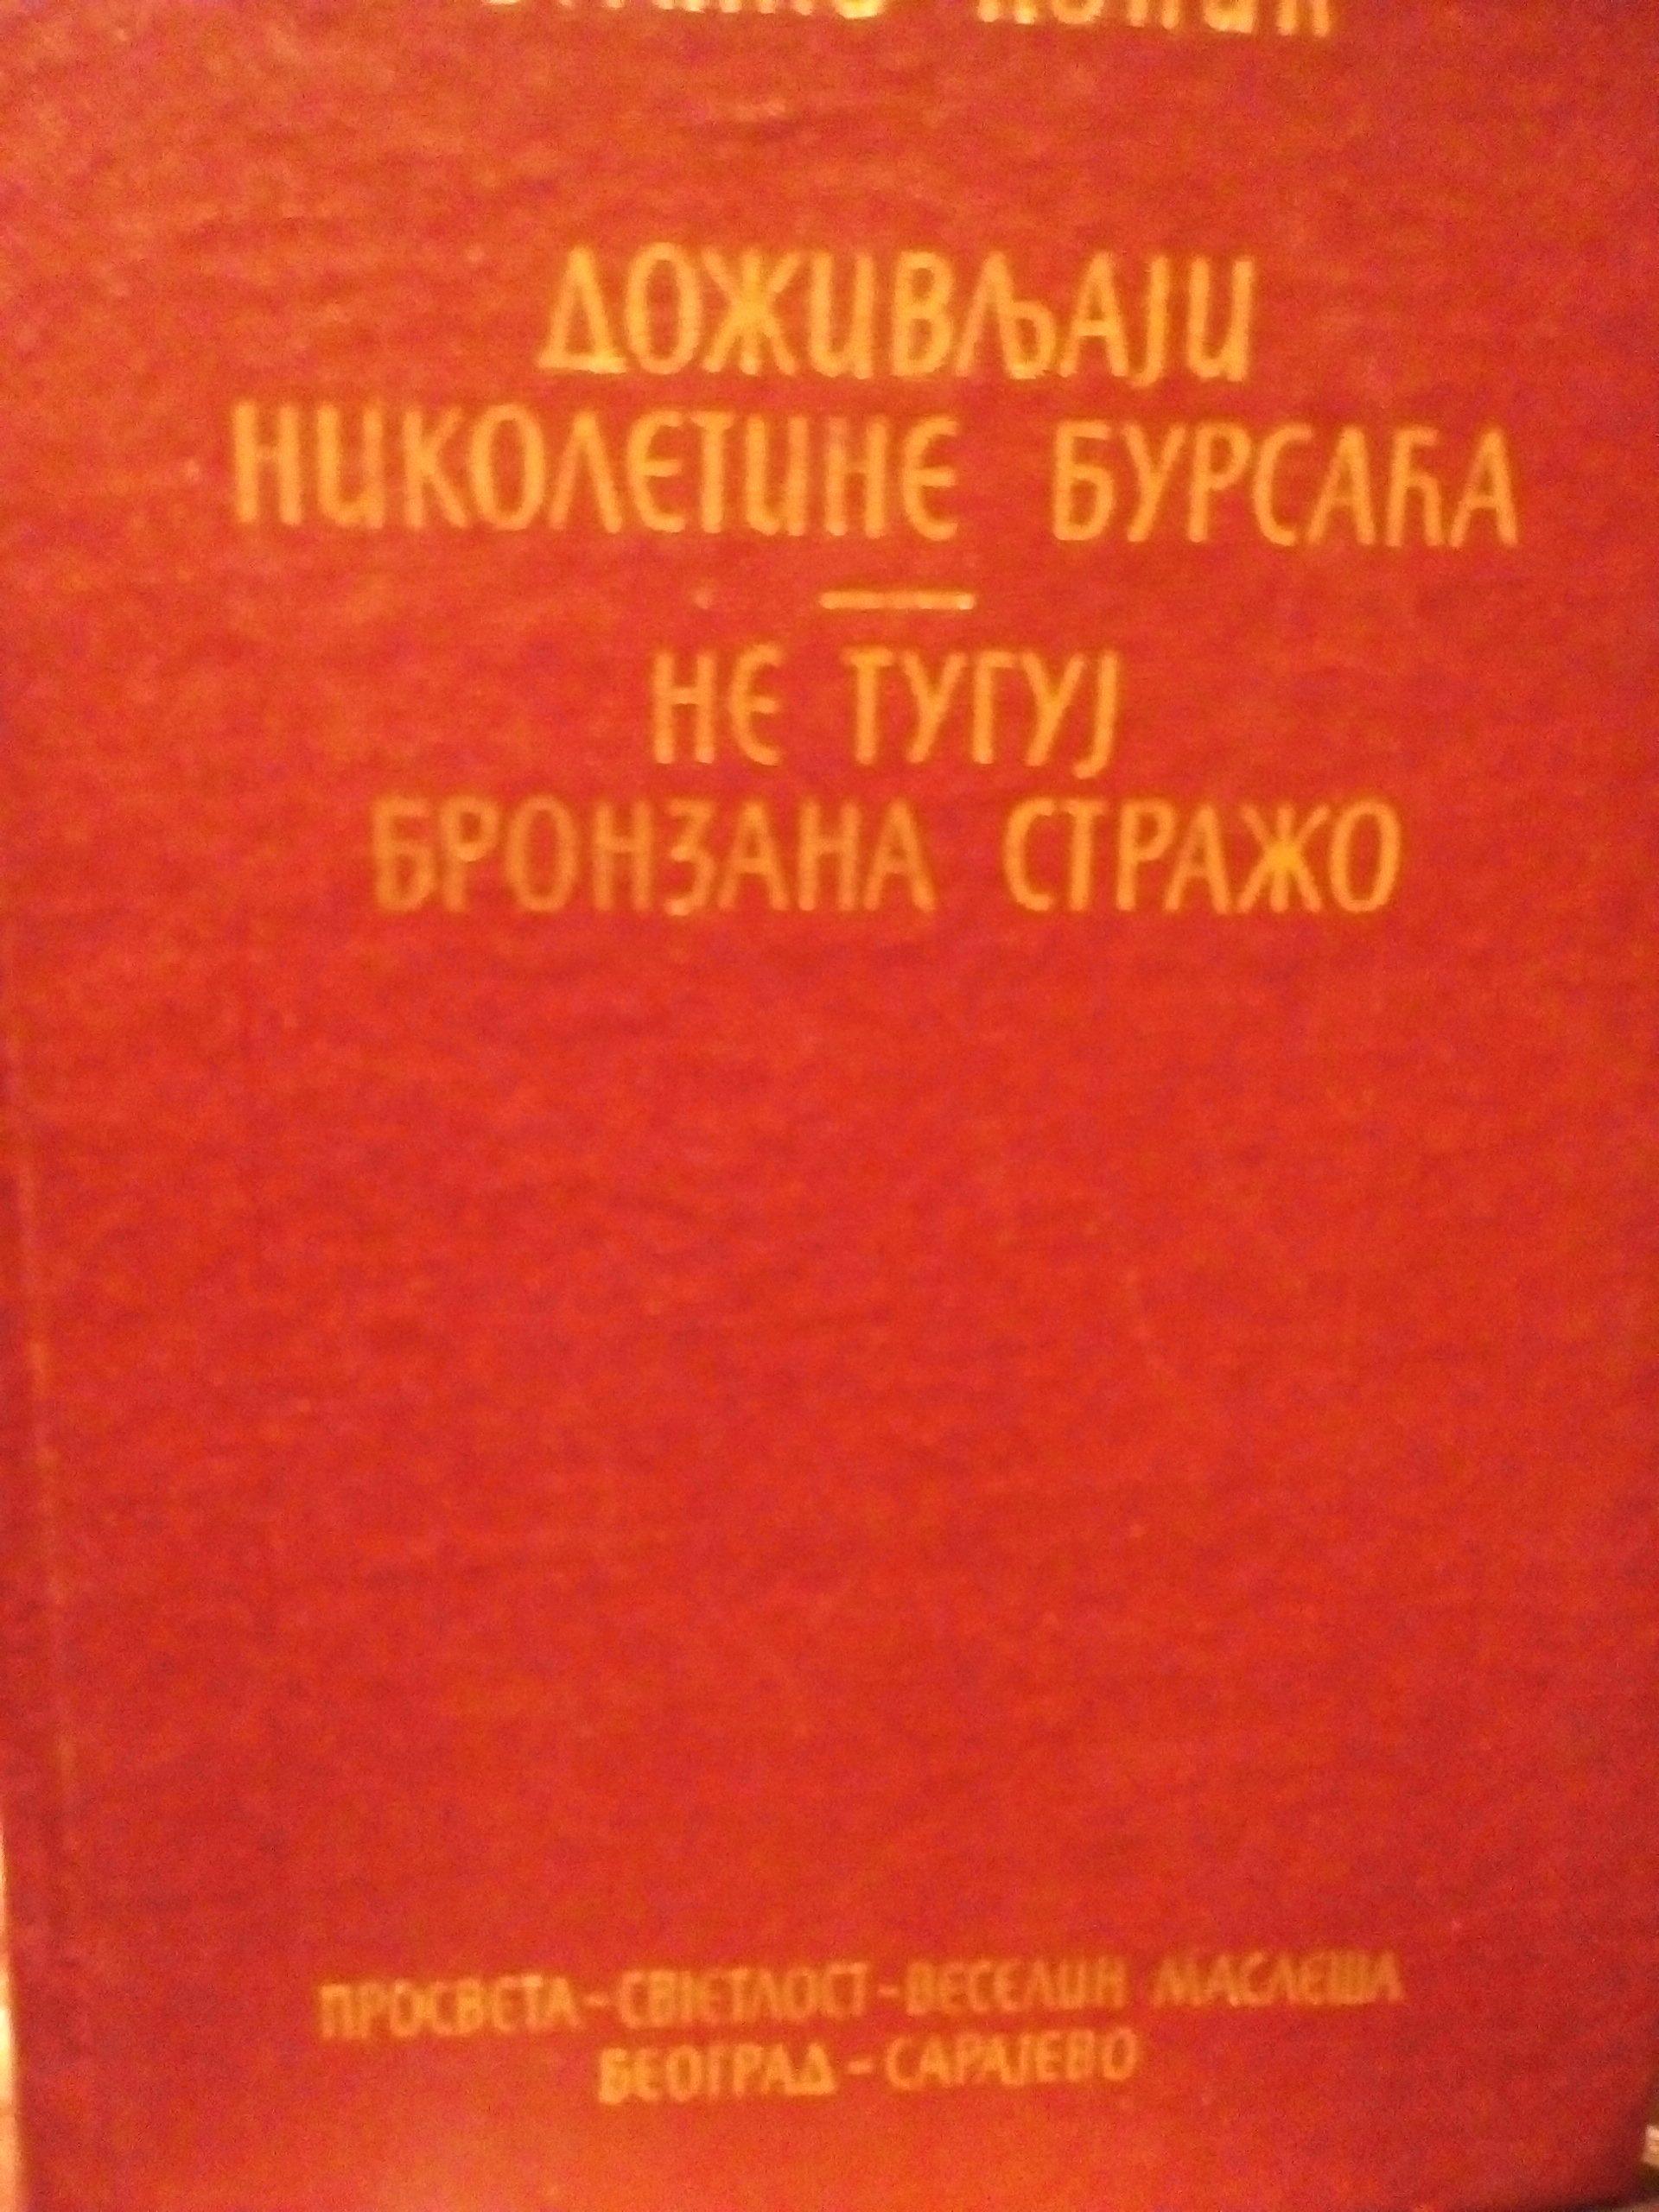 ДОЖИВЉАЈИ
НИКОЛЕТИНЕ БУРСАЋА
НЕ ТУГУЈ
БРОНЗАНА СТРАЖО
ПРОСВЕТА-СВЈЕТЛОСТ-ВЕСЕЛИН МАСЛЕША
БЕОГРАД-САРАЈЕВО